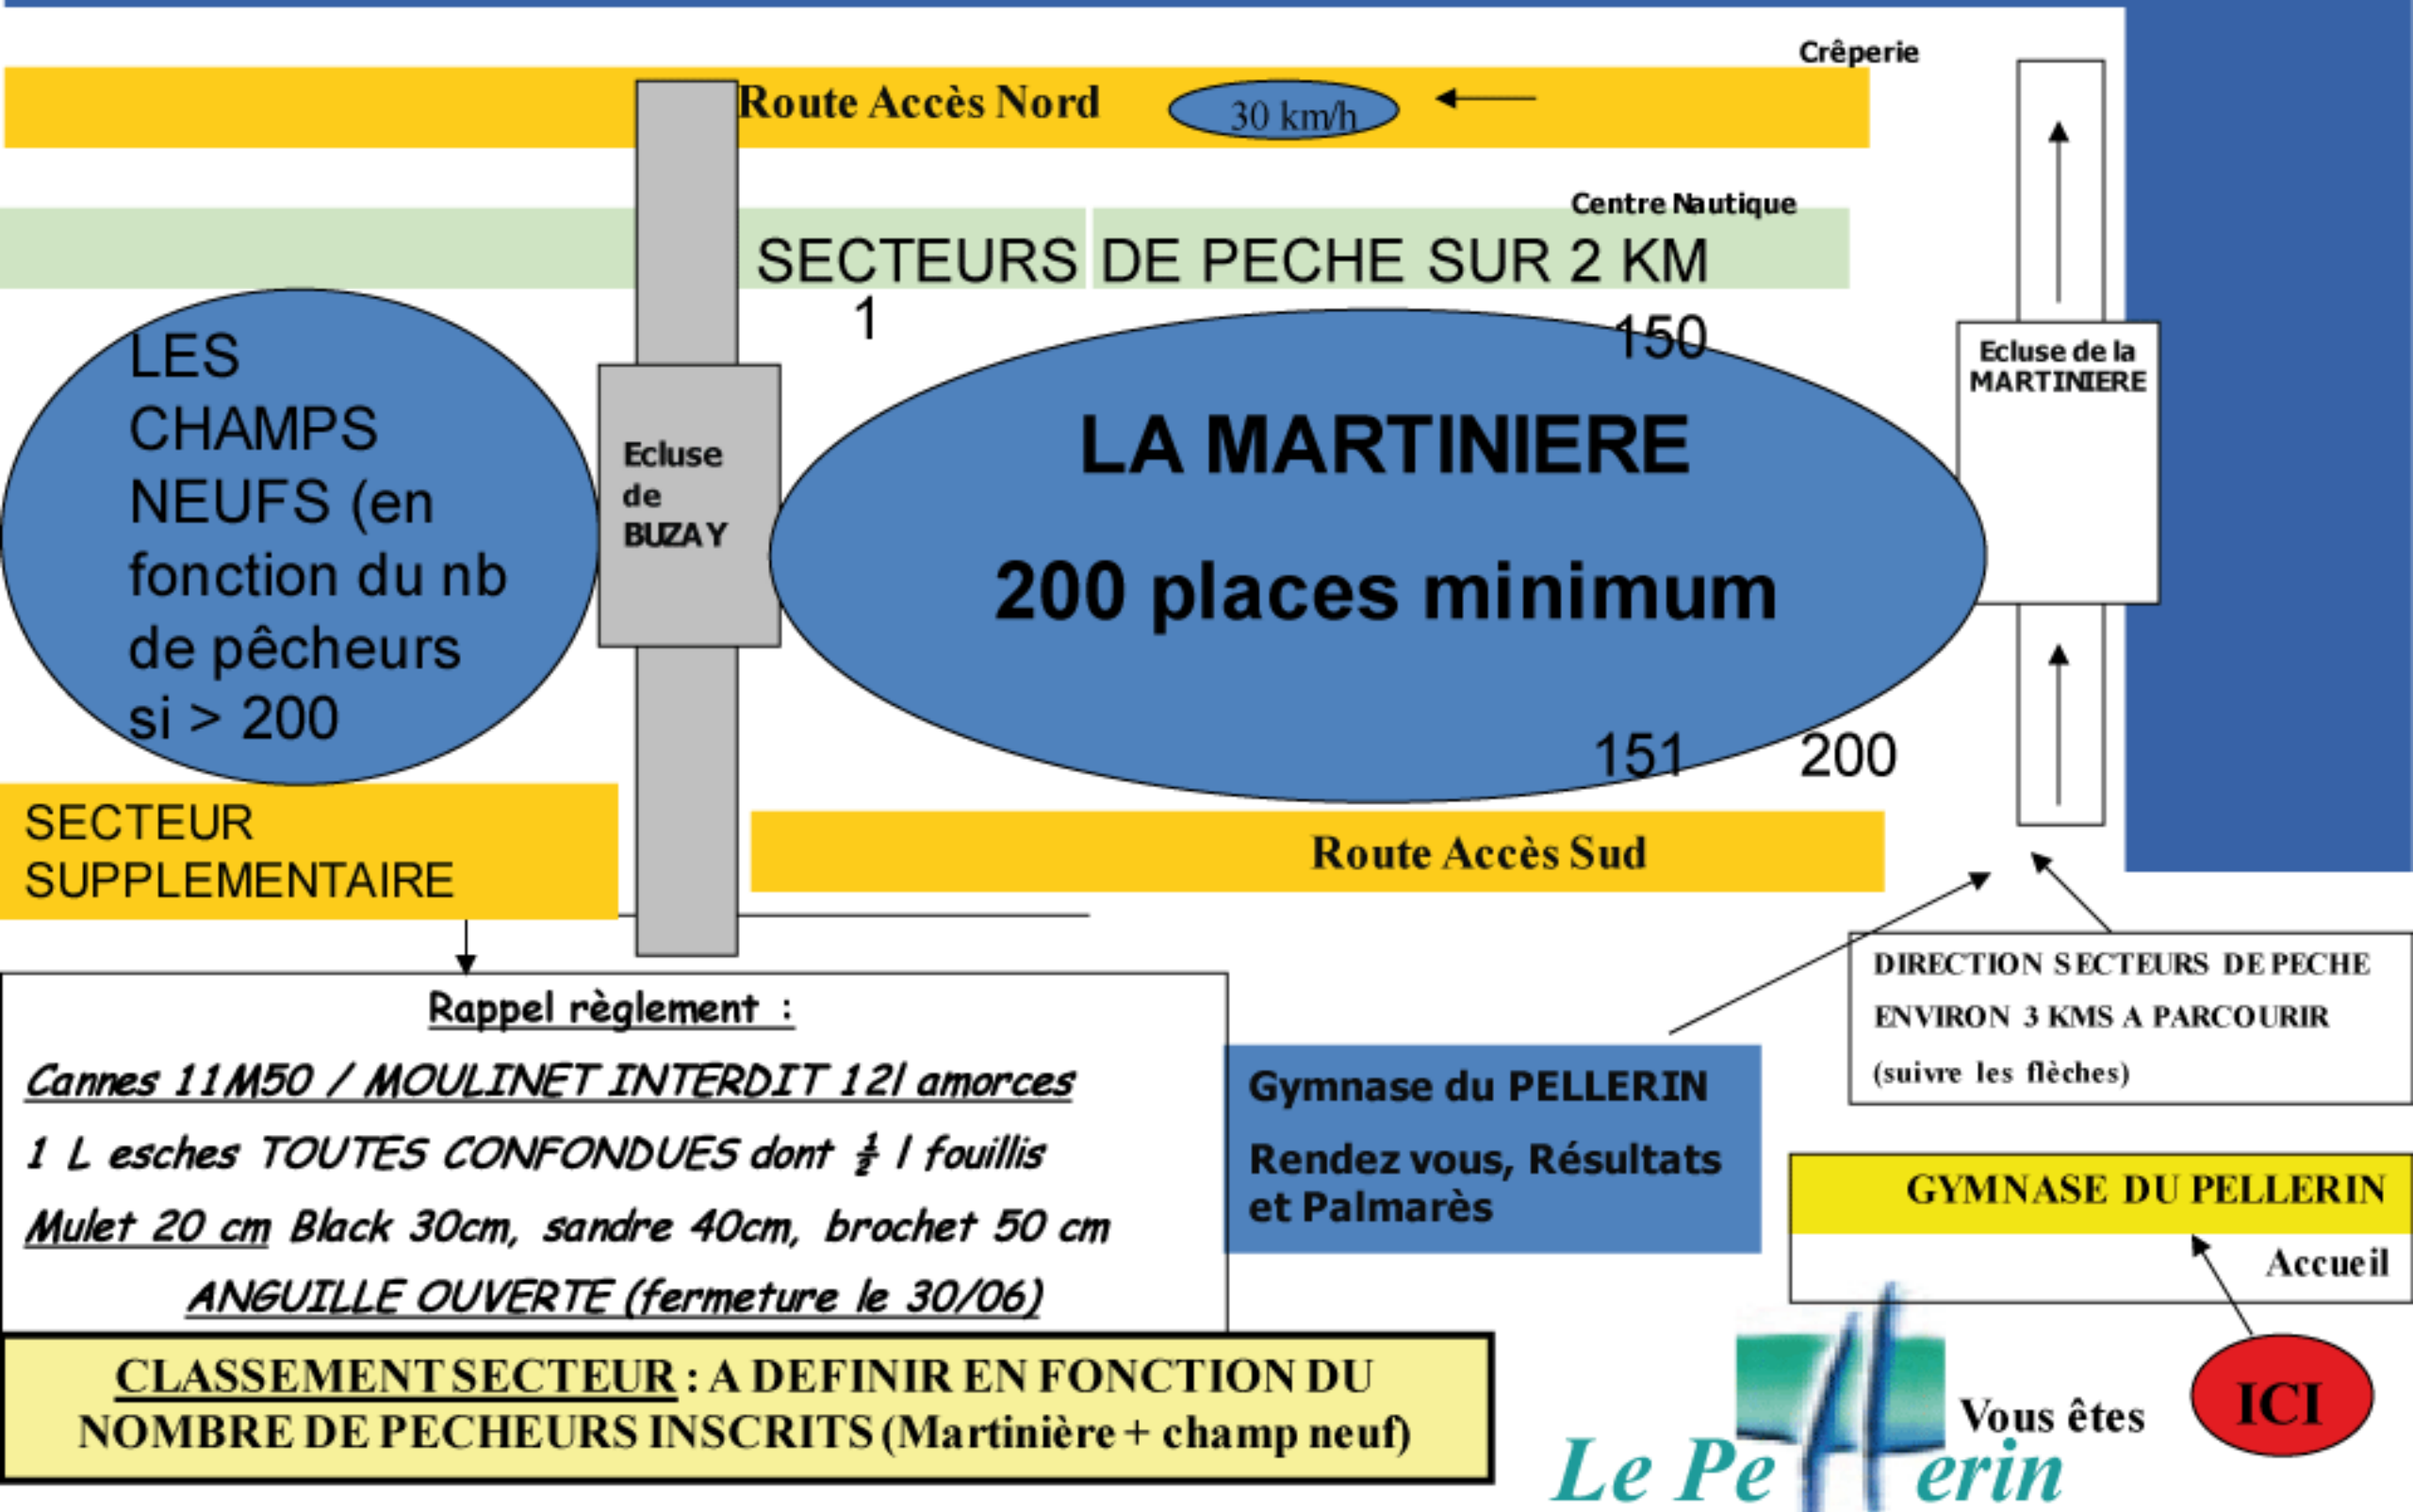 Crêperie
Route Accès Nord
30 km/h
Centre Nautique
SECTEURS DE PECHE SUR 2 KM
1
150
LES
CHAMPS
NEUFS (en
fonction du nb
de pêcheurs
si > 200
Ecluse
de
BUZAY
LA MARTINIERE
200 places minimum
Ecluse de la
MARTINIERE
151
200
SECTEUR
SUPPLEMENTAIRE
Route Accès Sud
DIRECTION SECTEURS DE PECHE
ENVIRON 3 KMS A PARCOURIR
(suivre les flèches)
Rappel règlement :
Cannes 11M50 / MOULINET INTERDIT 12l amorces
1 L esches TOUTES CONFONDUES dont ½ l fouillis
Mulet 20 cm Black 30cm, sandre 40cm, brochet 50 cm
ANGUILLE OUVERTE (fermeture le 30/06)
Gymnase du PELLERIN
Rendez vous, Résultats
et Palmarès
GYMNASE DU PELLERIN
Accueil
CLASSEMENT SECTEUR : A DEFINIR EN FONCTION DU
NOMBRE DE PECHEURS INSCRITS (Martinière + champ neuf)
Vous êtes
ICI
Le Pellerin